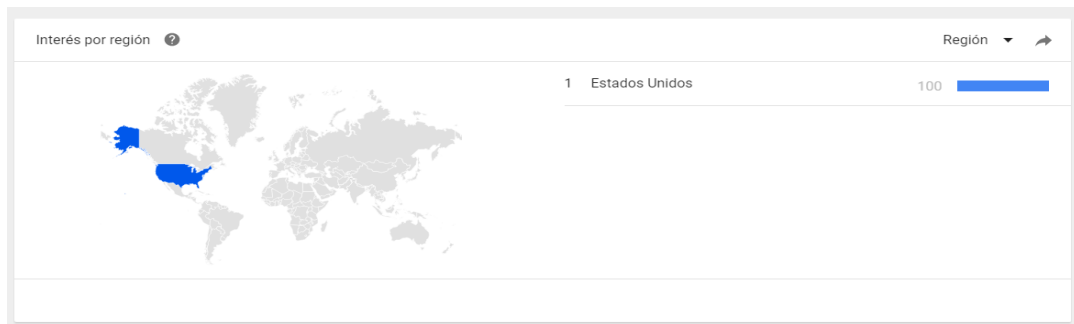 Interés por región
Región
1 Estados Unidos 100